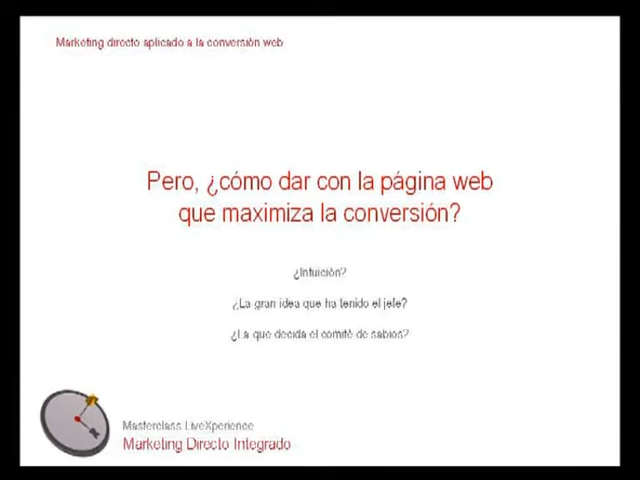 Marketing directo aplicado a la conversión web
Pero, ¿cómo dar con la página web
que maximiza la conversión?
¿Intuición?
¿La gran idea que ha tenido el jefe?
¿La que decida el comité de sabios?
Masterclass LiveXperience
Marketing Directo Integrado